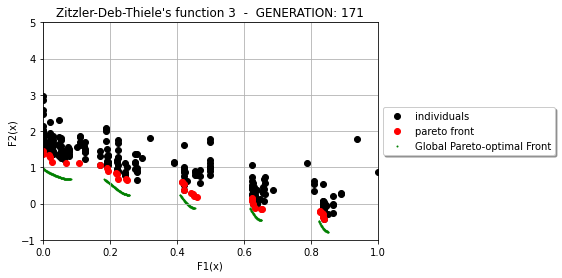 Zitzler-Deb-Thiele's function 3 - GENERATION: 171
5
4
3
2
1
0
−1
F2(x)
0.0 0.2 0.4 0.6 0.8 1.0
F1(x)
individuals
pareto front
Global Pareto-optimal Front